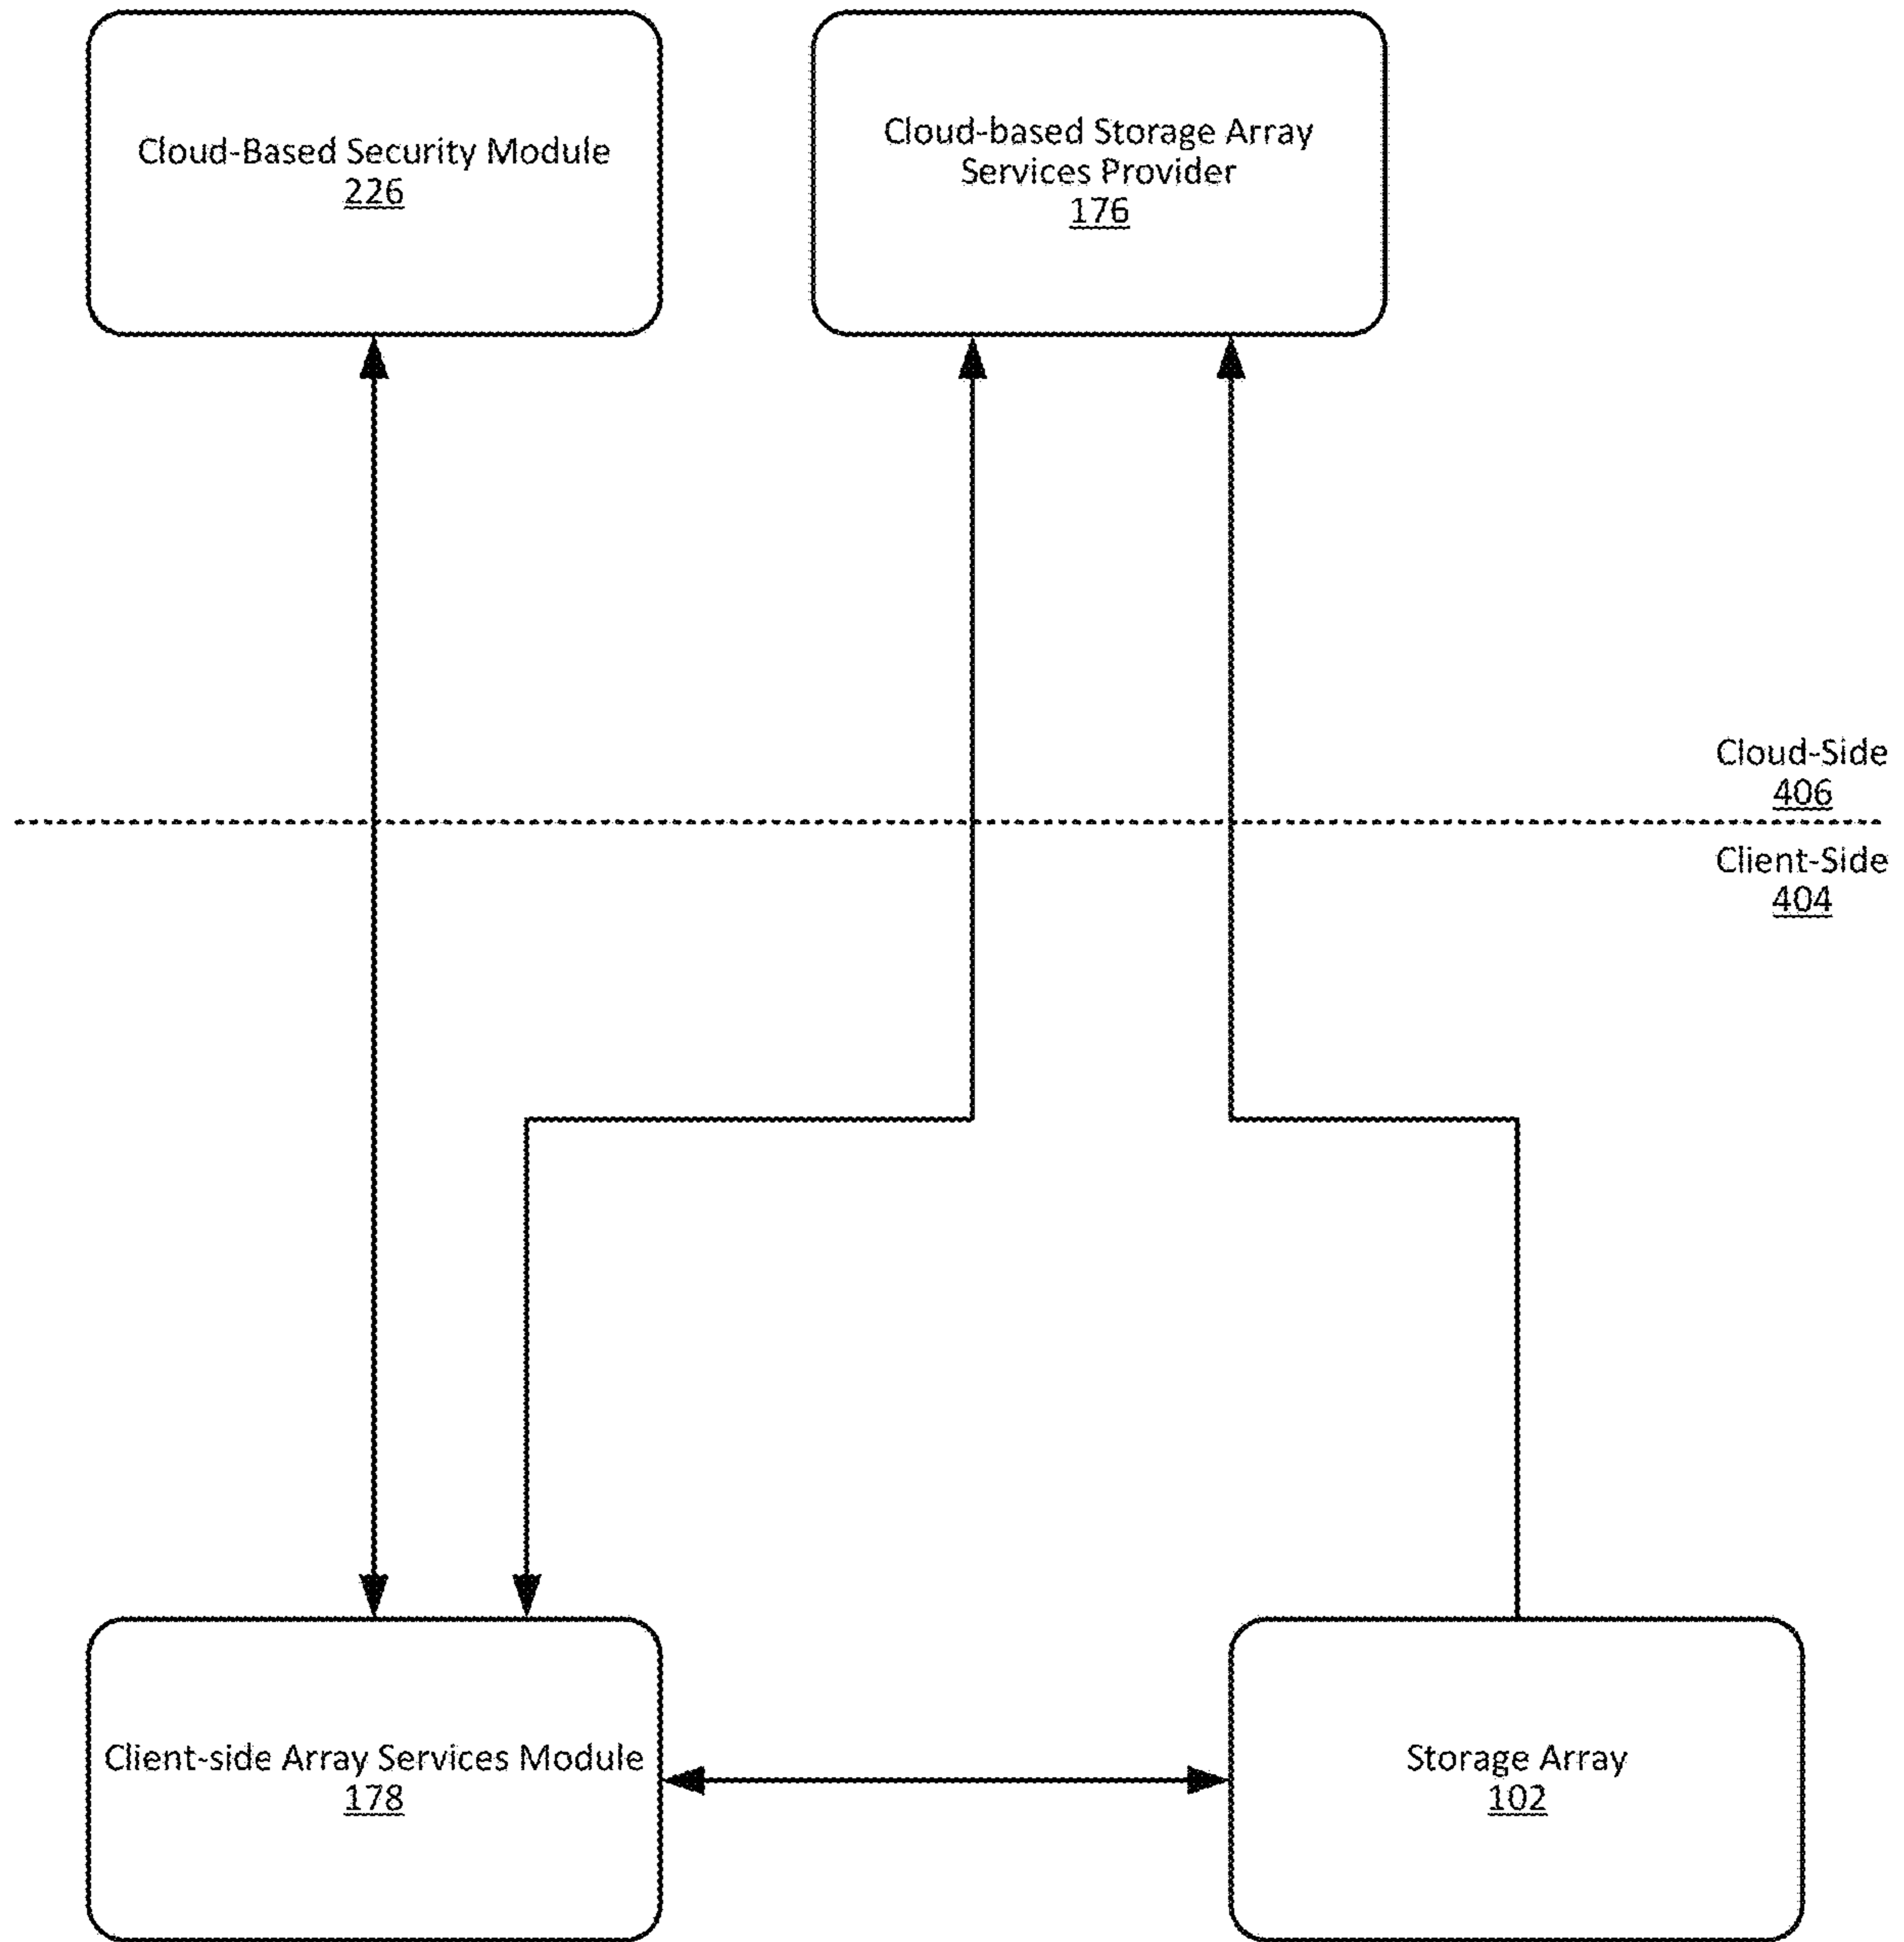 Cloud-Based Security Module
226
Cloud-based Storage Array
Services Provider
176
Cloud-Side
406
Client-Side
404
Client-side Array Services Module
178
Storage Array
102